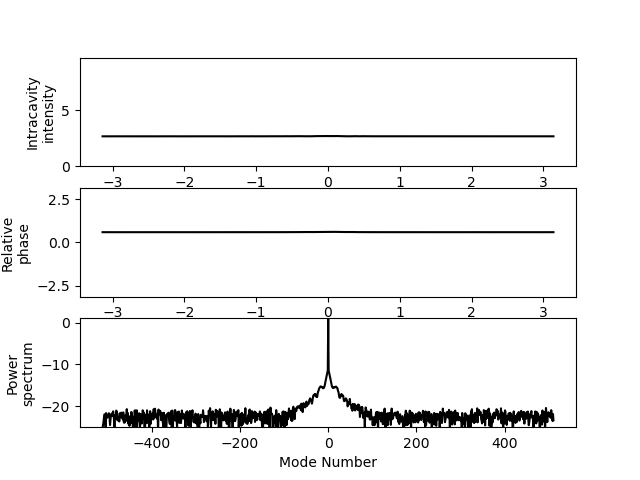 Intracavity
intensity
5
0
−3 −2 −1 0 1 2 3
Relative
phase
2.5
0.0
−2.5
−3 −2 −1 0 1 2 3
Power
spectrum
0
−10
−20
−400 −200 0 200 400
Mode Number